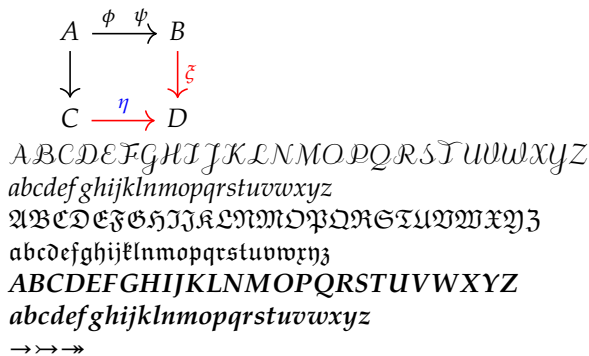 ϕ ψ
A B
ξ
η
C D
𝒜ℬ𝒞𝒟ℰℱ𝒢ℋℐ𝒥𝒦ℒ𝒩ℳ𝒪𝒫𝒬ℛ𝒮𝒯𝒰𝒱𝒲𝒳𝒴𝒵
abcdefghijklnmopqrstuvwxyz
𝔄𝔅ℭ𝔇𝔈𝔉𝔊ℌℑ𝔍𝔎𝔏𝔑𝔐𝔒𝔓𝔔ℜ𝔖𝔗𝔘𝔙𝔚𝔛𝔜ℨ
𝔞𝔟𝔠𝔡𝔢𝔣𝔤𝔥𝔦𝔧𝔨𝔩𝔫𝔪𝔬𝔭𝔮𝔯𝔰𝔱𝔲𝔳𝔴𝔵𝔶𝔷
ABCDEFGHIJKLNMOPQRSTUVWXYZ
abcdefghijklnmopqrstuvwxyz
→↣↠